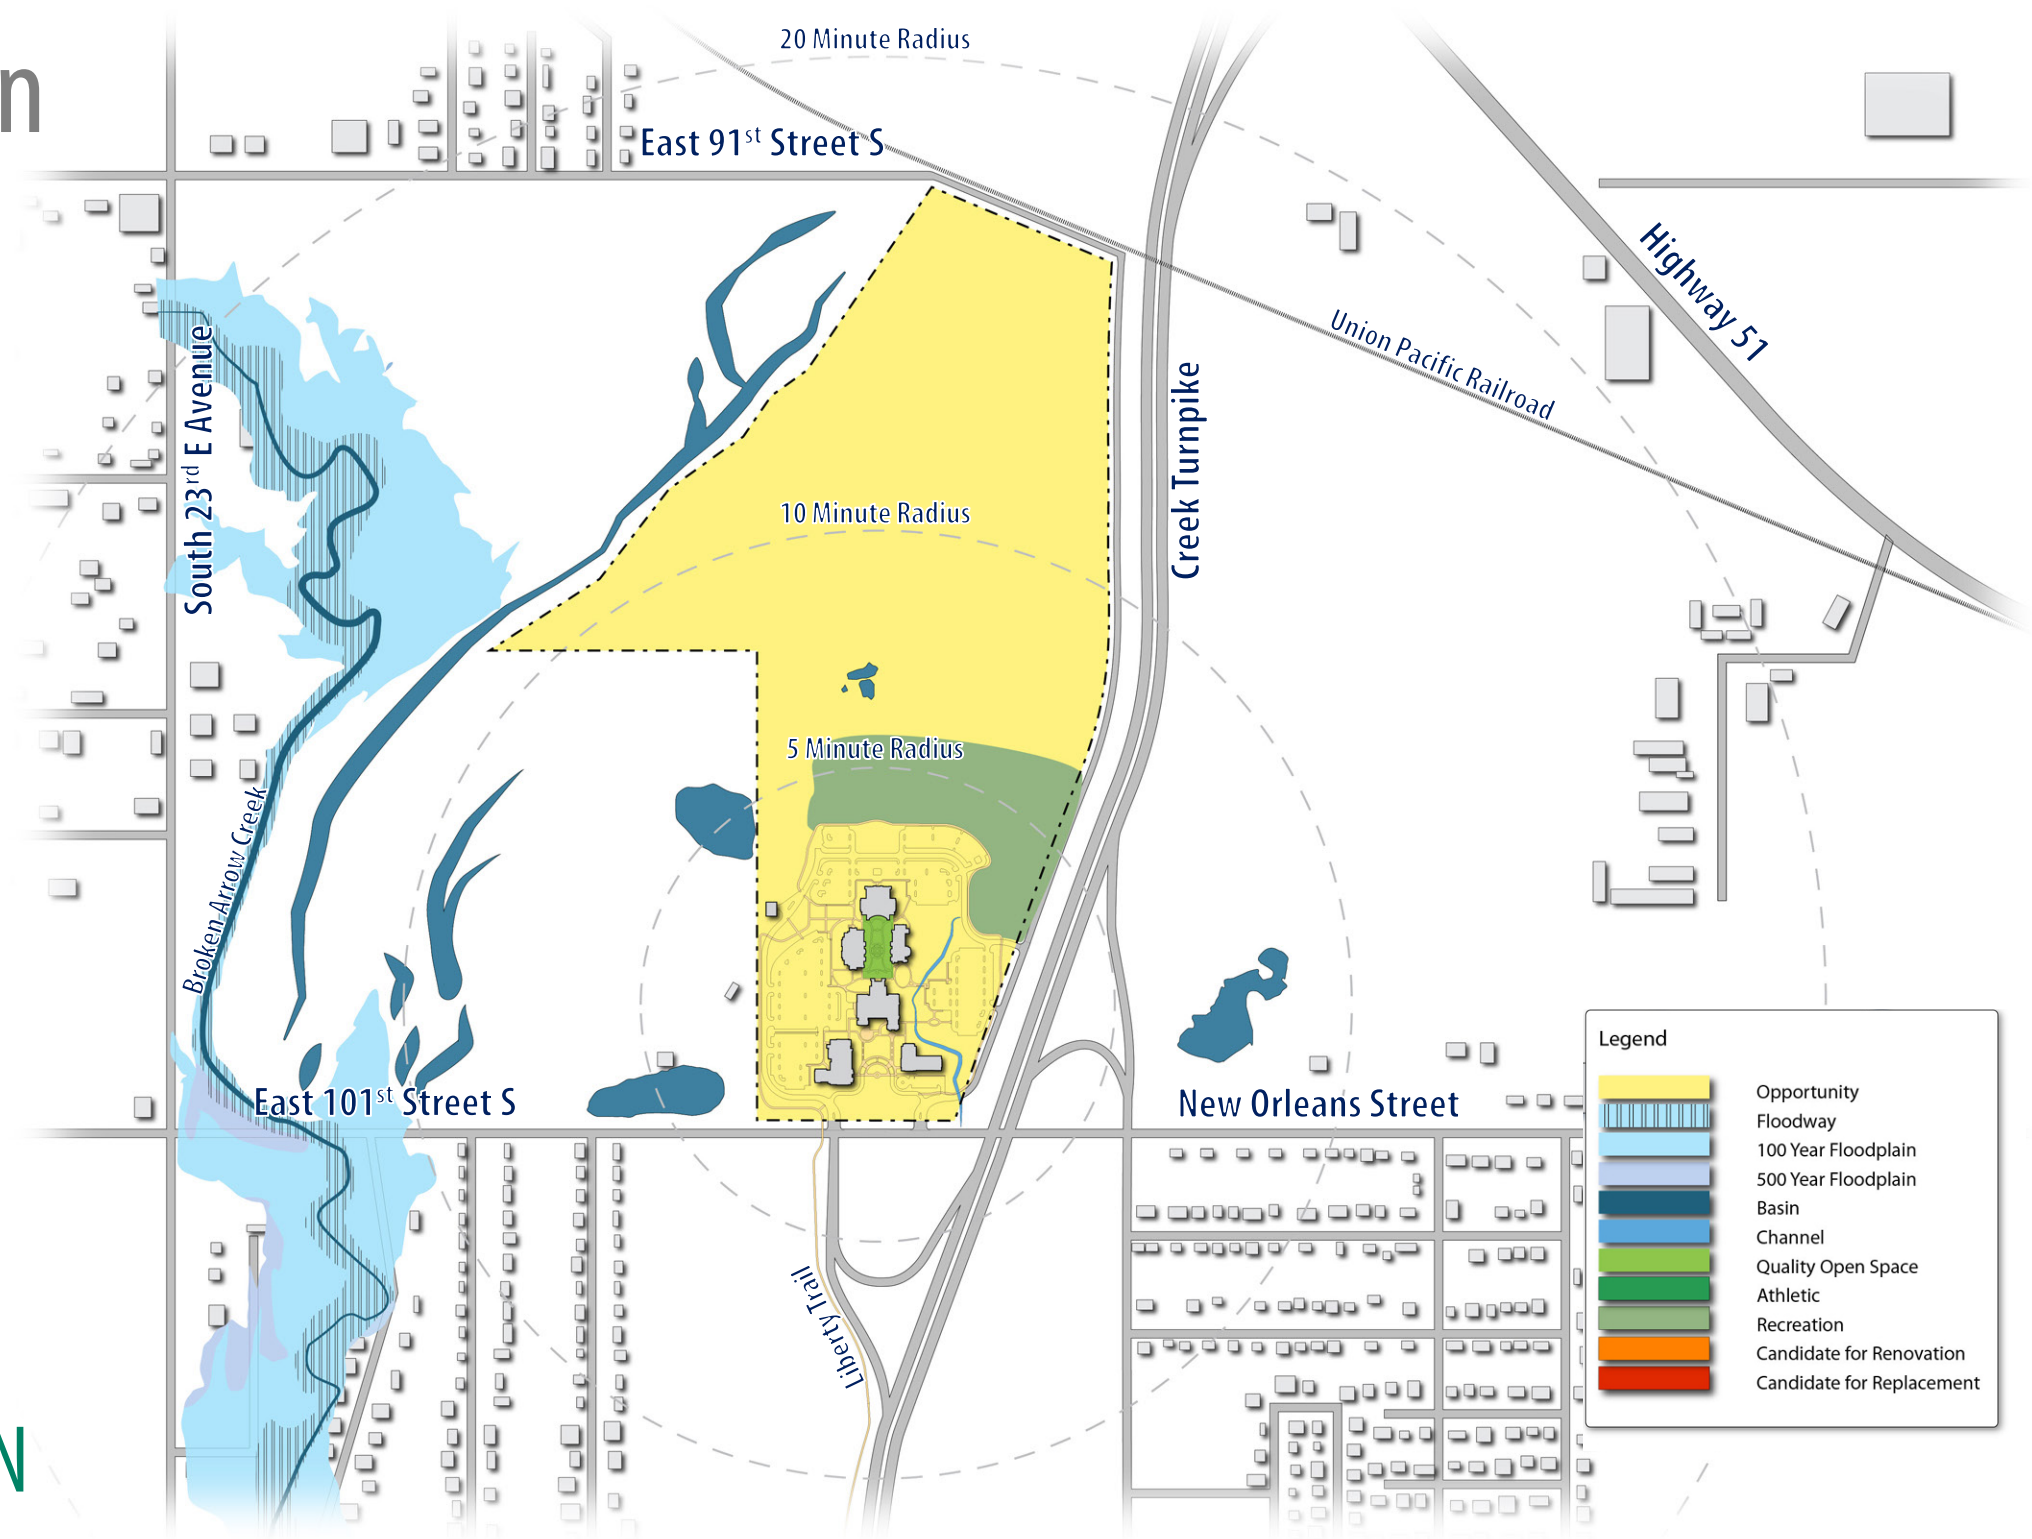 20 Minute Radius
n
East 91st Street S
Highway 51
Union Pacific Railroad
South 23rd E Avenue
Creek Turnpike
10 Minute Radius
5 Minute Radius
Broken Arrow Creek
East 101st Street S
New Orleans Street
Liberty Trail
Legend
Opportunity
Floodway
100 Year Floodplain
500 Year Floodplain
Basin
Channel
Quality Open Space
Athletic
Recreation
Candidate for Renovation
Candidate for Replacement
N